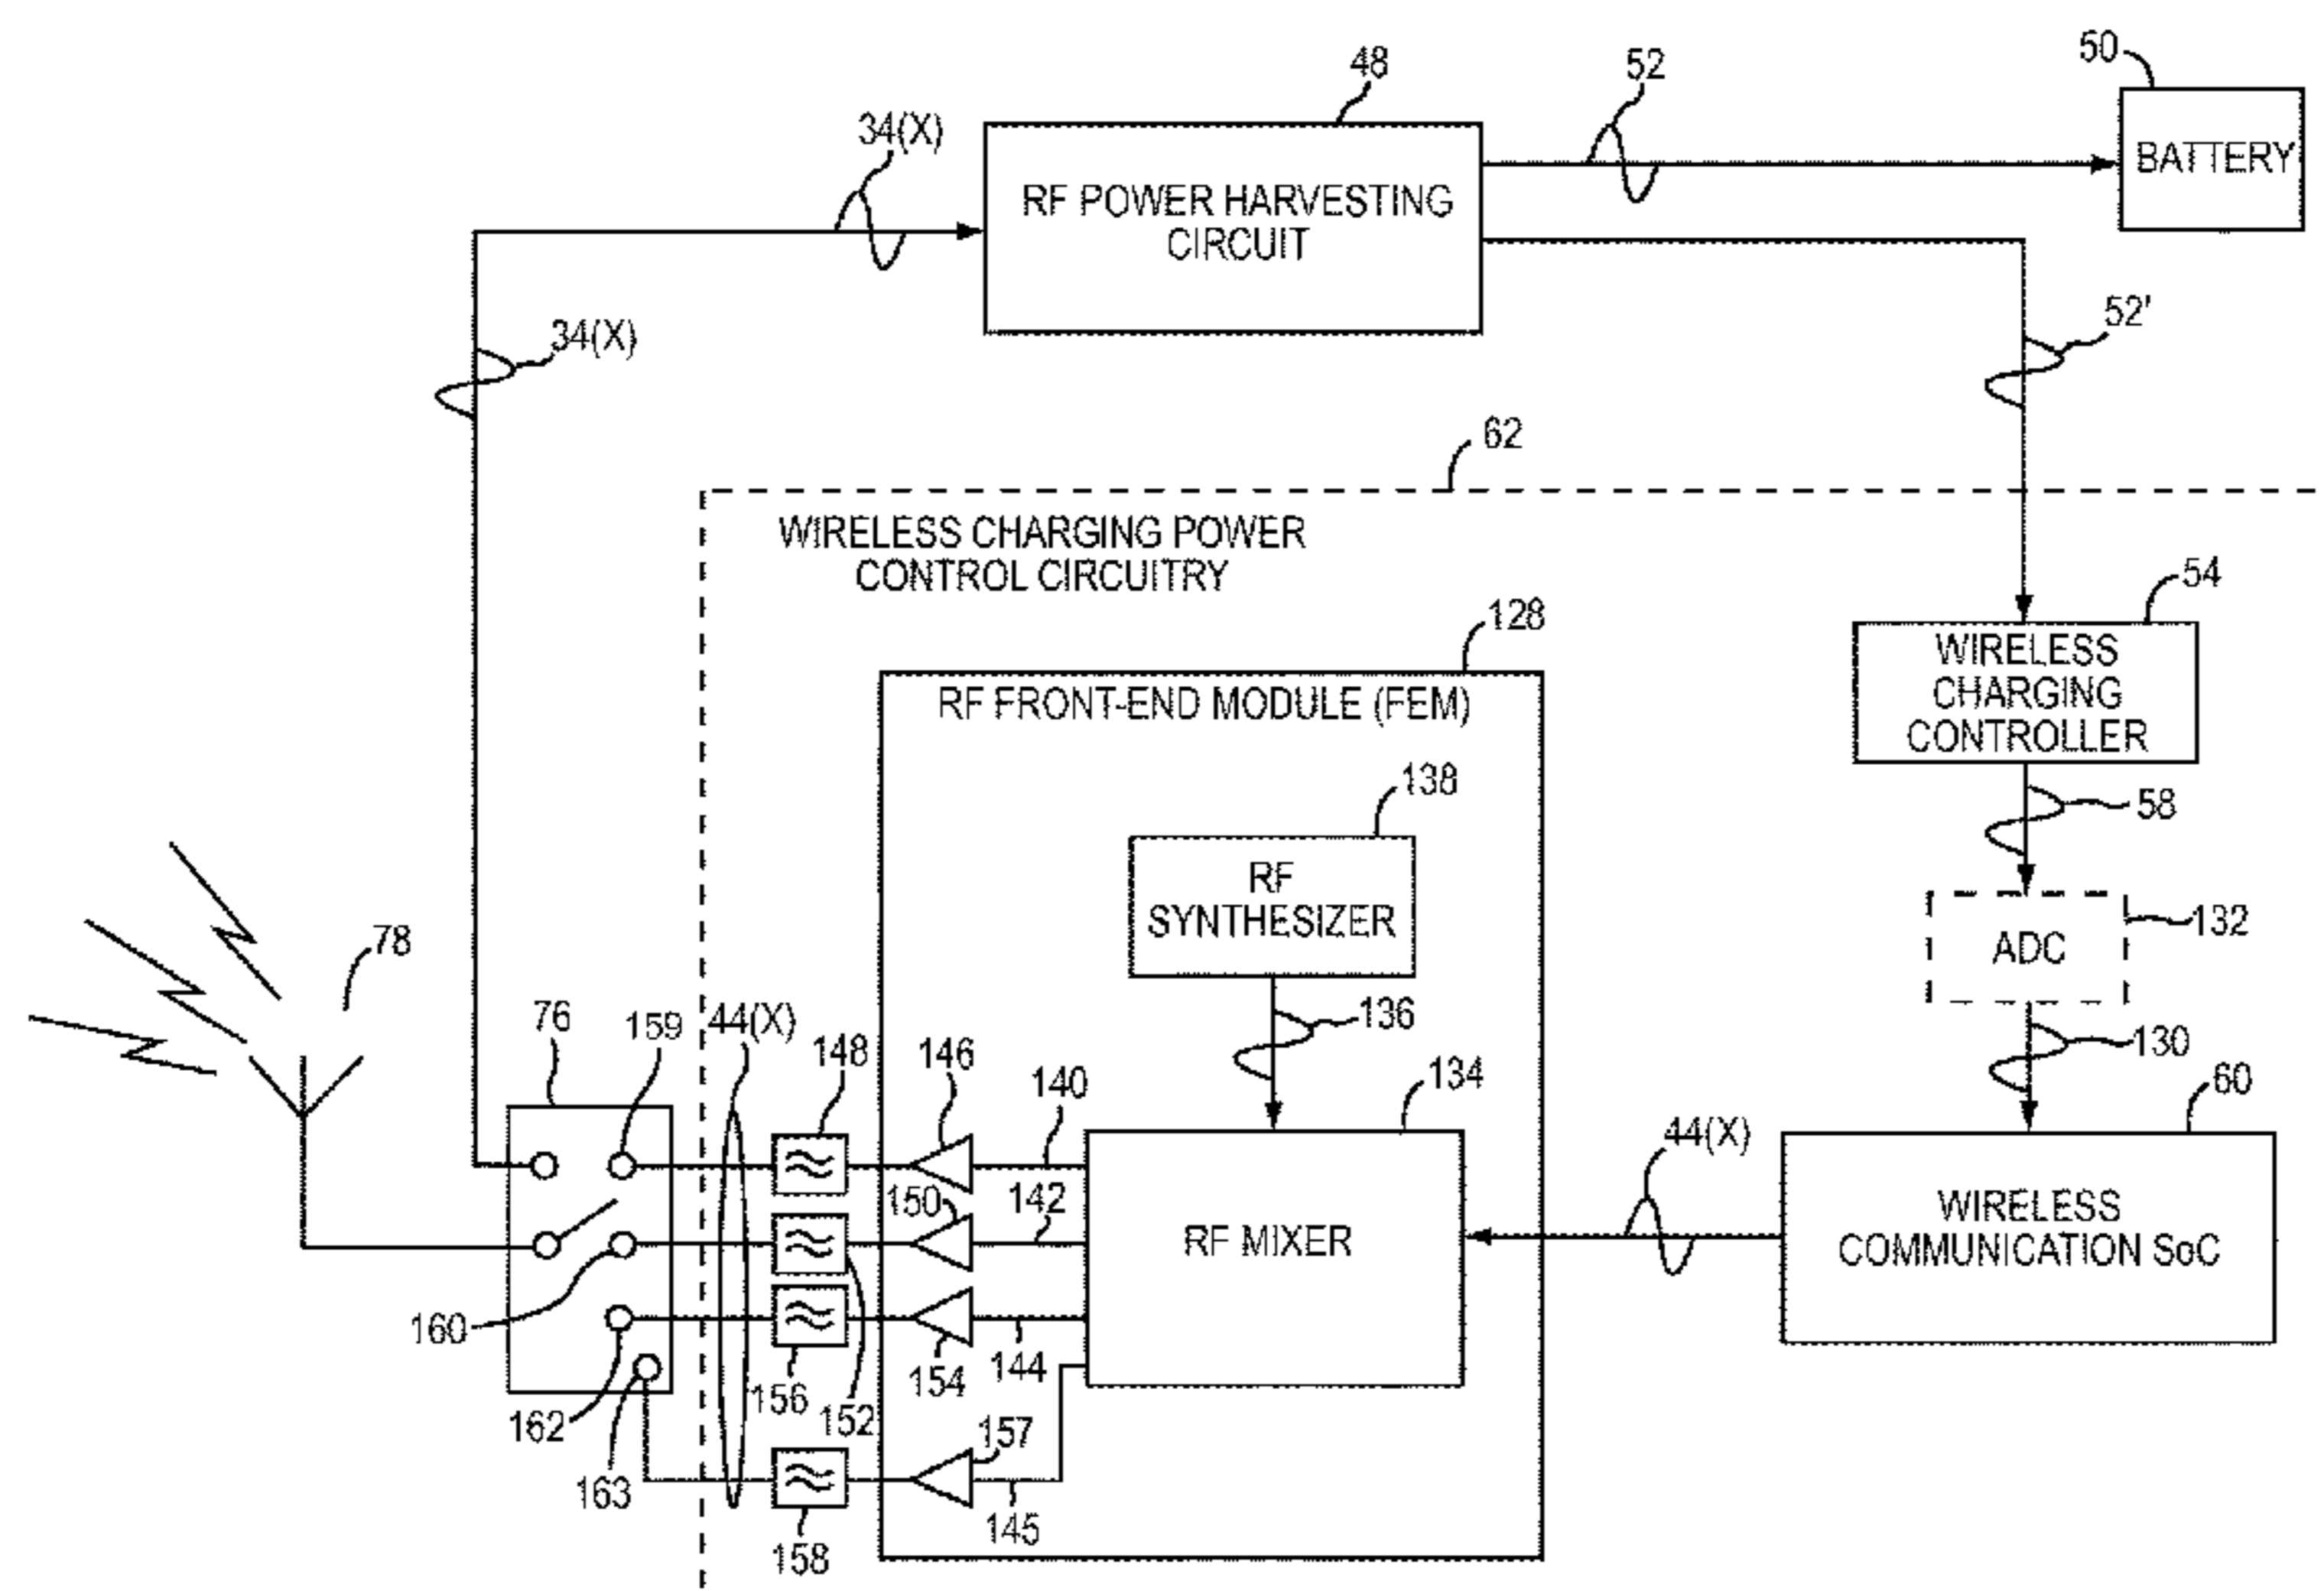 50
48
52
34(X)
BATTERY
RF POWER HARVESTING
CIRCUIT
34(X)
52'
62
WIRELESS CHARGING POWER
CONTROL CIRCUITRY
54
128
WIRELESS
CHARGING
CONTROLLER
RF FRONT-END MODULE (FEM)
138
58
RF
SYNTHESIZER
132
ADC
78
76
159
44(X)
148
146
136
130
140
134
60
44(X)
150
142
RF MIXER
WIRELESS
COMMUNICATION SoC
160
154
144
162
156
152
157
163
145
158